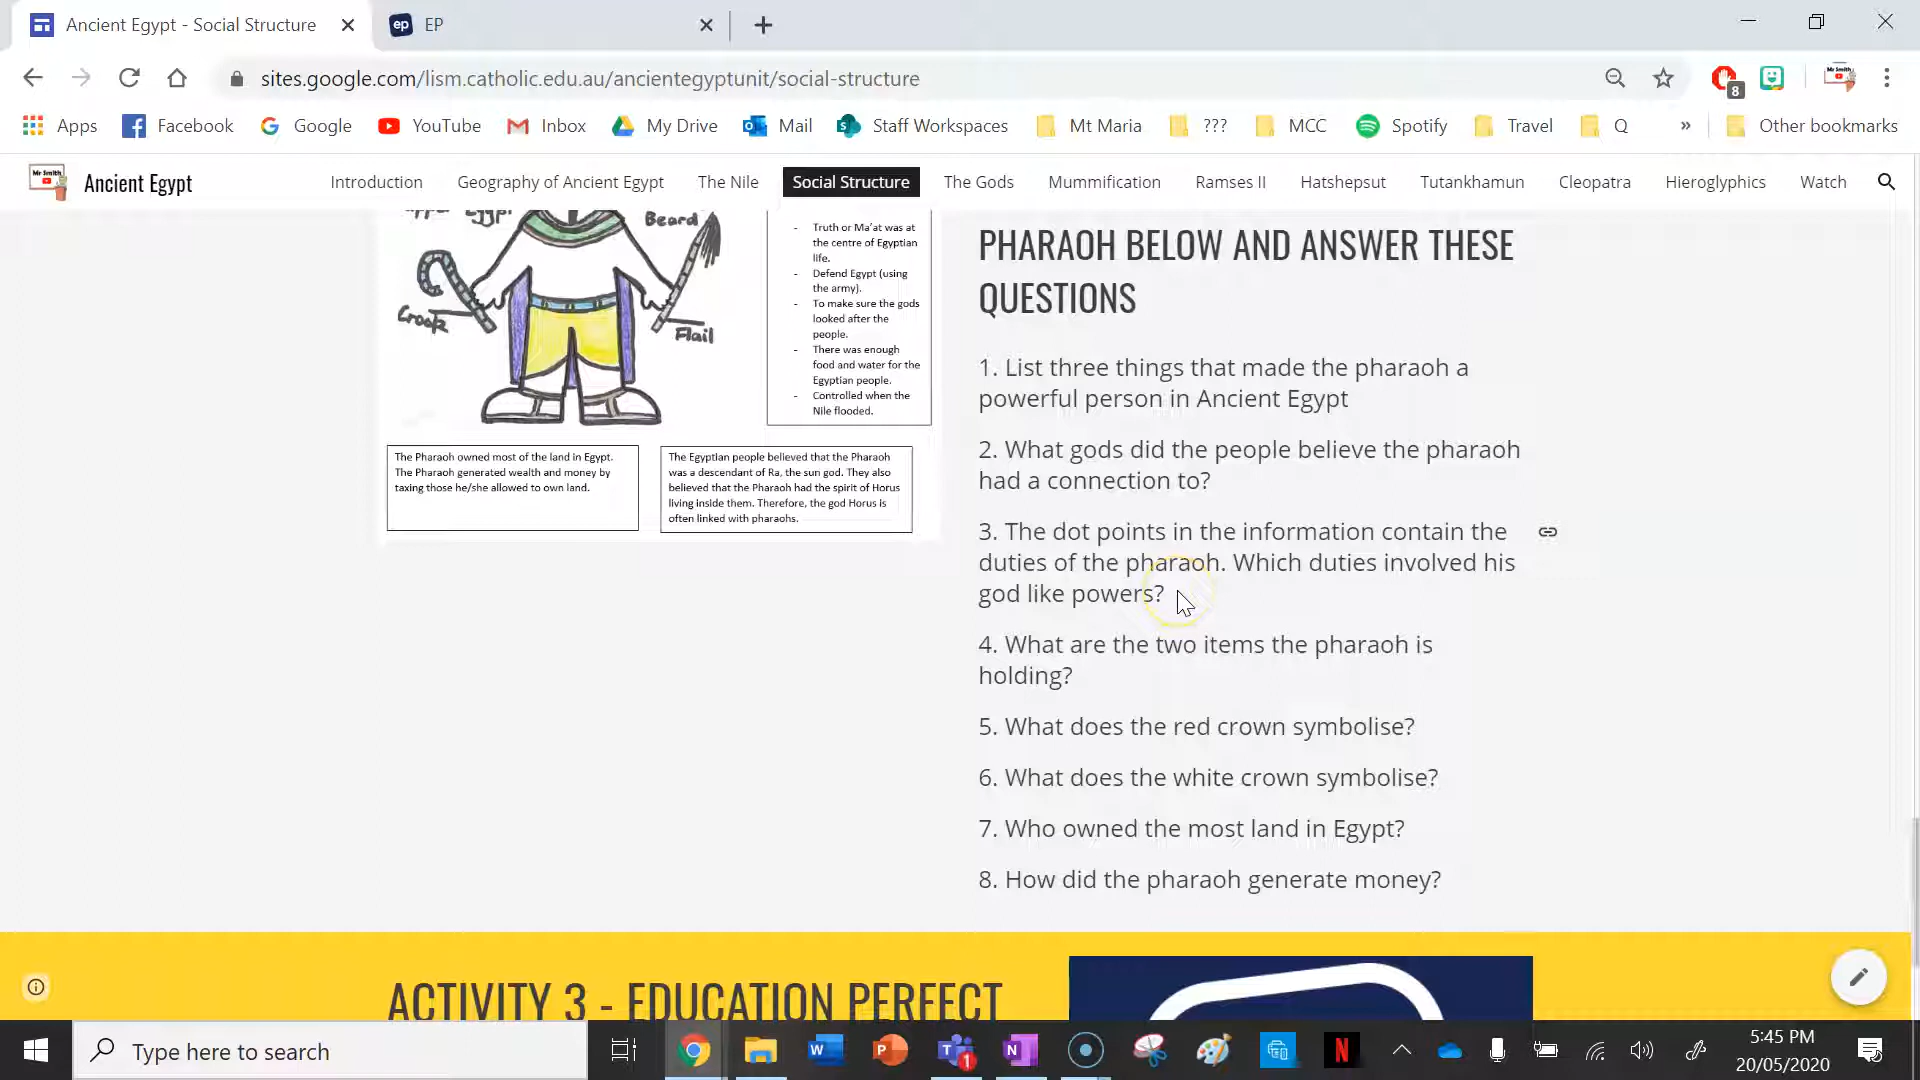 Ancient Egypt - Social Structure
ep EP
sites.google.com/lism.catholic.edu.au/ancientegyptunit/social-structure
8
Apps Facebook Google YouTube Inbox My Drive Mail Staff Workspaces Mt Maria ??? MCC Spotify Travel Q » Other bookmarks
Mr Smith
Ancient Egypt
Introduction Geography of Ancient Egypt The Nile Social Structure The Gods Mummification Ramses II Hatshepsut Tutankhamun Cleopatra Hieroglyphics Watch
Egypt
Beard
Crook
Flail
- Truth or Ma'at was at
the centre of Egyptian
life.
- Defend Egypt (using
the army).
- To make sure the gods
looked after the
people.
- There was enough
food and water for the
Egyptian people.
- Controlled when the
Nile flooded.
The Pharaoh owned most of the land in Egypt.
The Pharaoh generated wealth and money by
taxing those he/she allowed to own land.
The Egyptian people believed that the Pharaoh
was a descendant of Ra, the sun god. They also
believed that the Pharaoh had the spirit of Horus
living inside them. Therefore, the god Horus is
often linked with pharaohs.
PHARAOH BELOW AND ANSWER THESE
QUESTIONS
1. List three things that made the pharaoh a
powerful person in Ancient Egypt
2. What gods did the people believe the pharaoh
had a connection to?
3. The dot points in the information contain the
duties of the pharaoh. Which duties involved his
god like powers?
4. What are the two items the pharaoh is
holding?
5. What does the red crown symbolise?
6. What does the white crown symbolise?
7. Who owned the most land in Egypt?
8. How did the pharaoh generate money?
ACTIVITY 3 - EDUCATION PERFECT
Type here to search
1
5:45 PM
20/05/2020